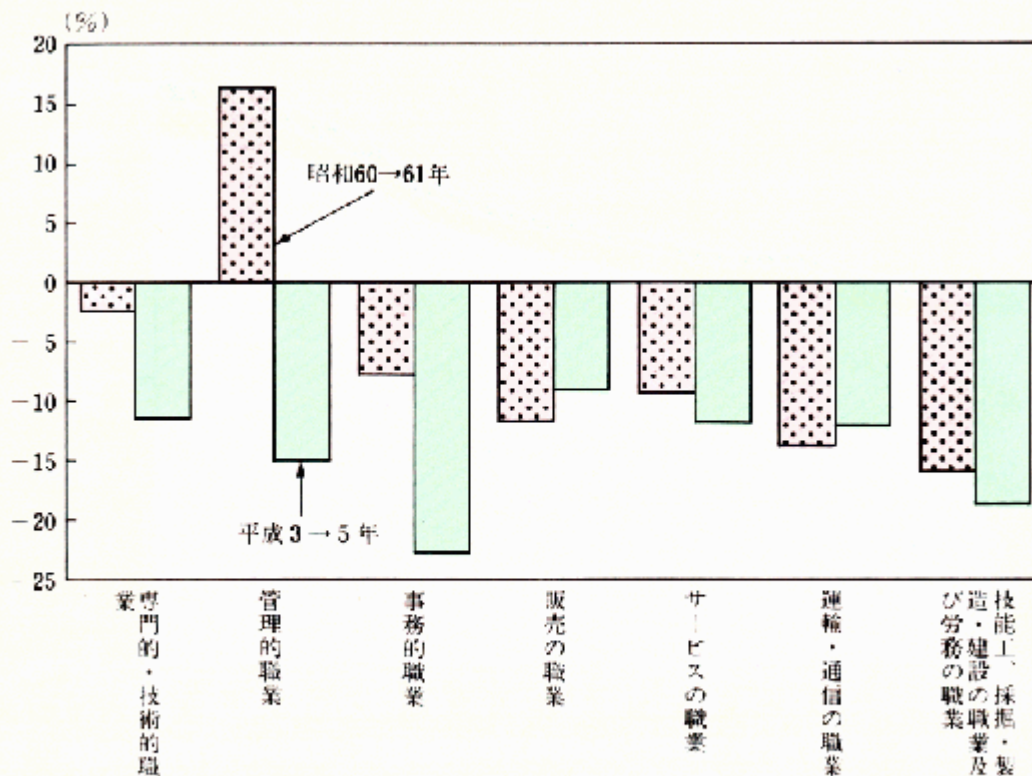 (%)
20
15
10
5
0
－5
－10
－15
－20
－25
昭和60→61年
平成3→5年
専門的・技術的職
業
管理的職業
事務的職業
販売の職業
サービスの職業
運輸・通信の職業
技能工、採掘・製
造・建設の職業及
び労務の職業